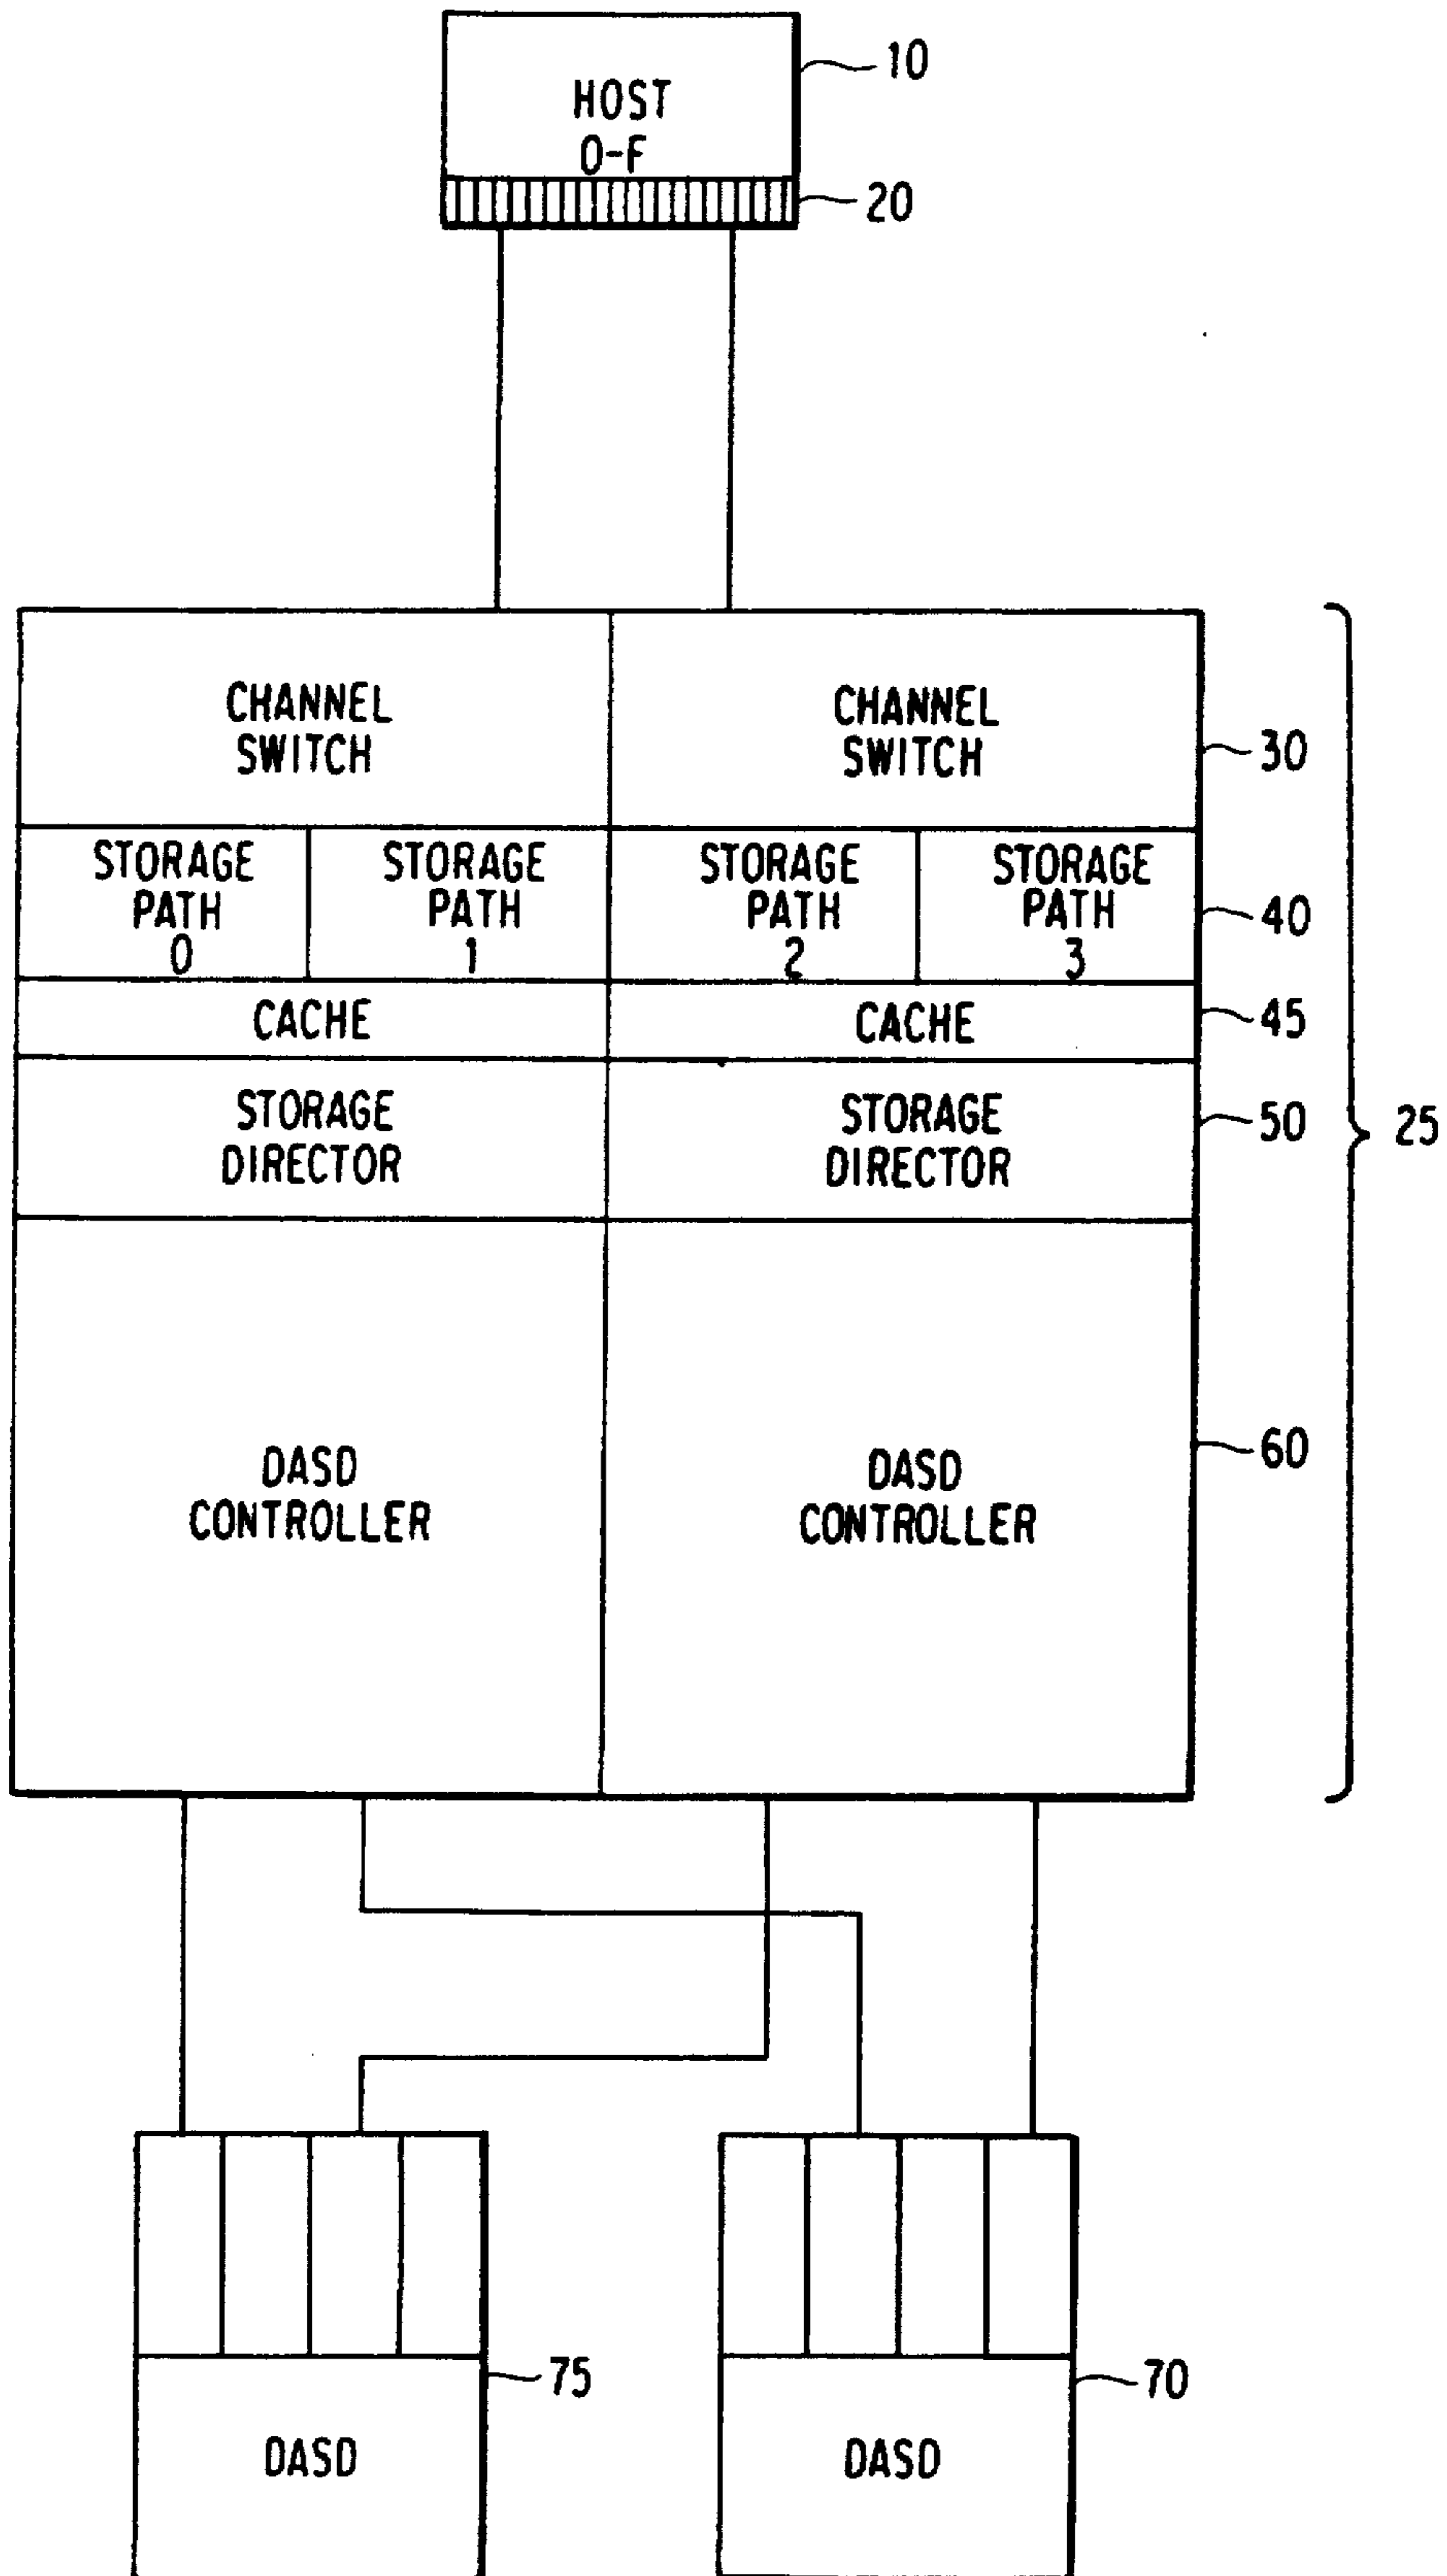 HOST
0-F
10
20
CHANNEL
SWITCH
CHANNEL
SWITCH
30
STORAGE
PATH
0
STORAGE
PATH
1
STORAGE
PATH
2
STORAGE
PATH
3
40
CACHE
CACHE
45
STORAGE
DIRECTOR
STORAGE
DIRECTOR
50
25
DASD
CONTROLLER
DASD
CONTROLLER
60
75
70
DASD
DASD